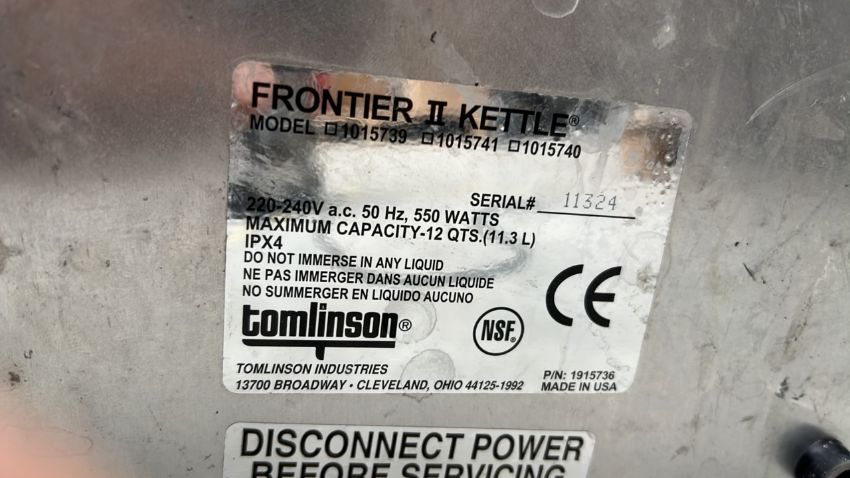 FRONTIER II KETTLE®
MODEL □1015739 □1015741 □1015740
SERIAL# 11324
220-240V a.c. 50 Hz, 550 WATTS
MAXIMUM CAPACITY-12 QTS.(11.3 L)
IPX4
DO NOT IMMERSE IN ANY LIQUID
NE PAS IMMERGER DANS AUCUN LIQUIDE
NO SUMMERGER EN LIQUIDO AUCUNO
CE
tomlinson®
NSF®
TOMLINSON INDUSTRIES
13700 BROADWAY • CLEVELAND, OHIO 44125-1992
P/N: 1915736
MADE IN USA
DISCONNECT POWER
BEFORE SERVICING